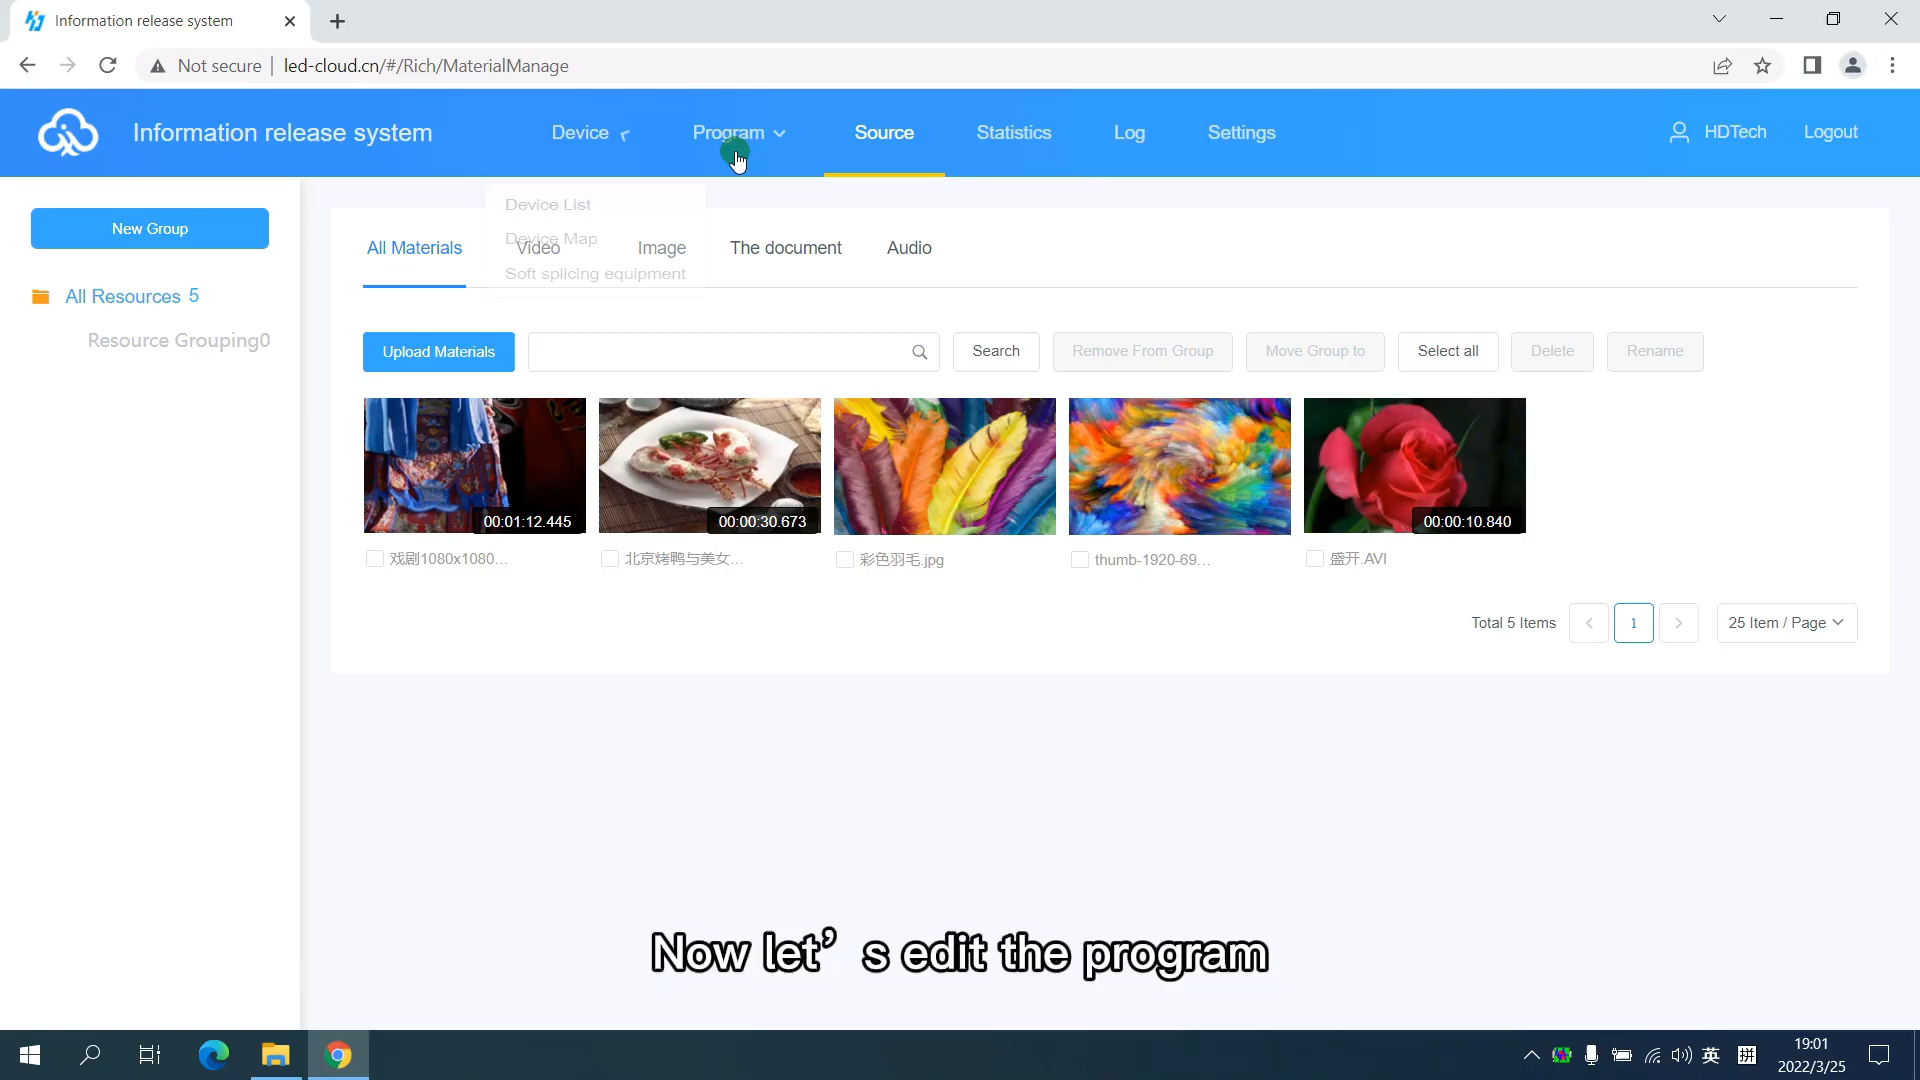 Information release system
Not secure
led-cloud.cn/#/Rich/MaterialManage
Information release system
Device
Program
Source
Statistics
Log
Settings
HDTech
Logout
New Group
All Resources 5
Resource Grouping0
Device List
Device Map
Soft splicing equipment
All Materials
Video
Image
The document
Audio
Upload Materials
Search
Remove From Group
Move Group to
Select all
Delete
Rename
00:01:12.445
00:00:30.673
00:00:10.840
戏剧1080x1080...
北京烤鸭与美女...
彩色羽毛.jpg
thumb-1920-69...
盛开.AVI
Total 5 Items
1
25 Item / Page
Now let’s edit the program
英
拼
19:01
2022/3/25